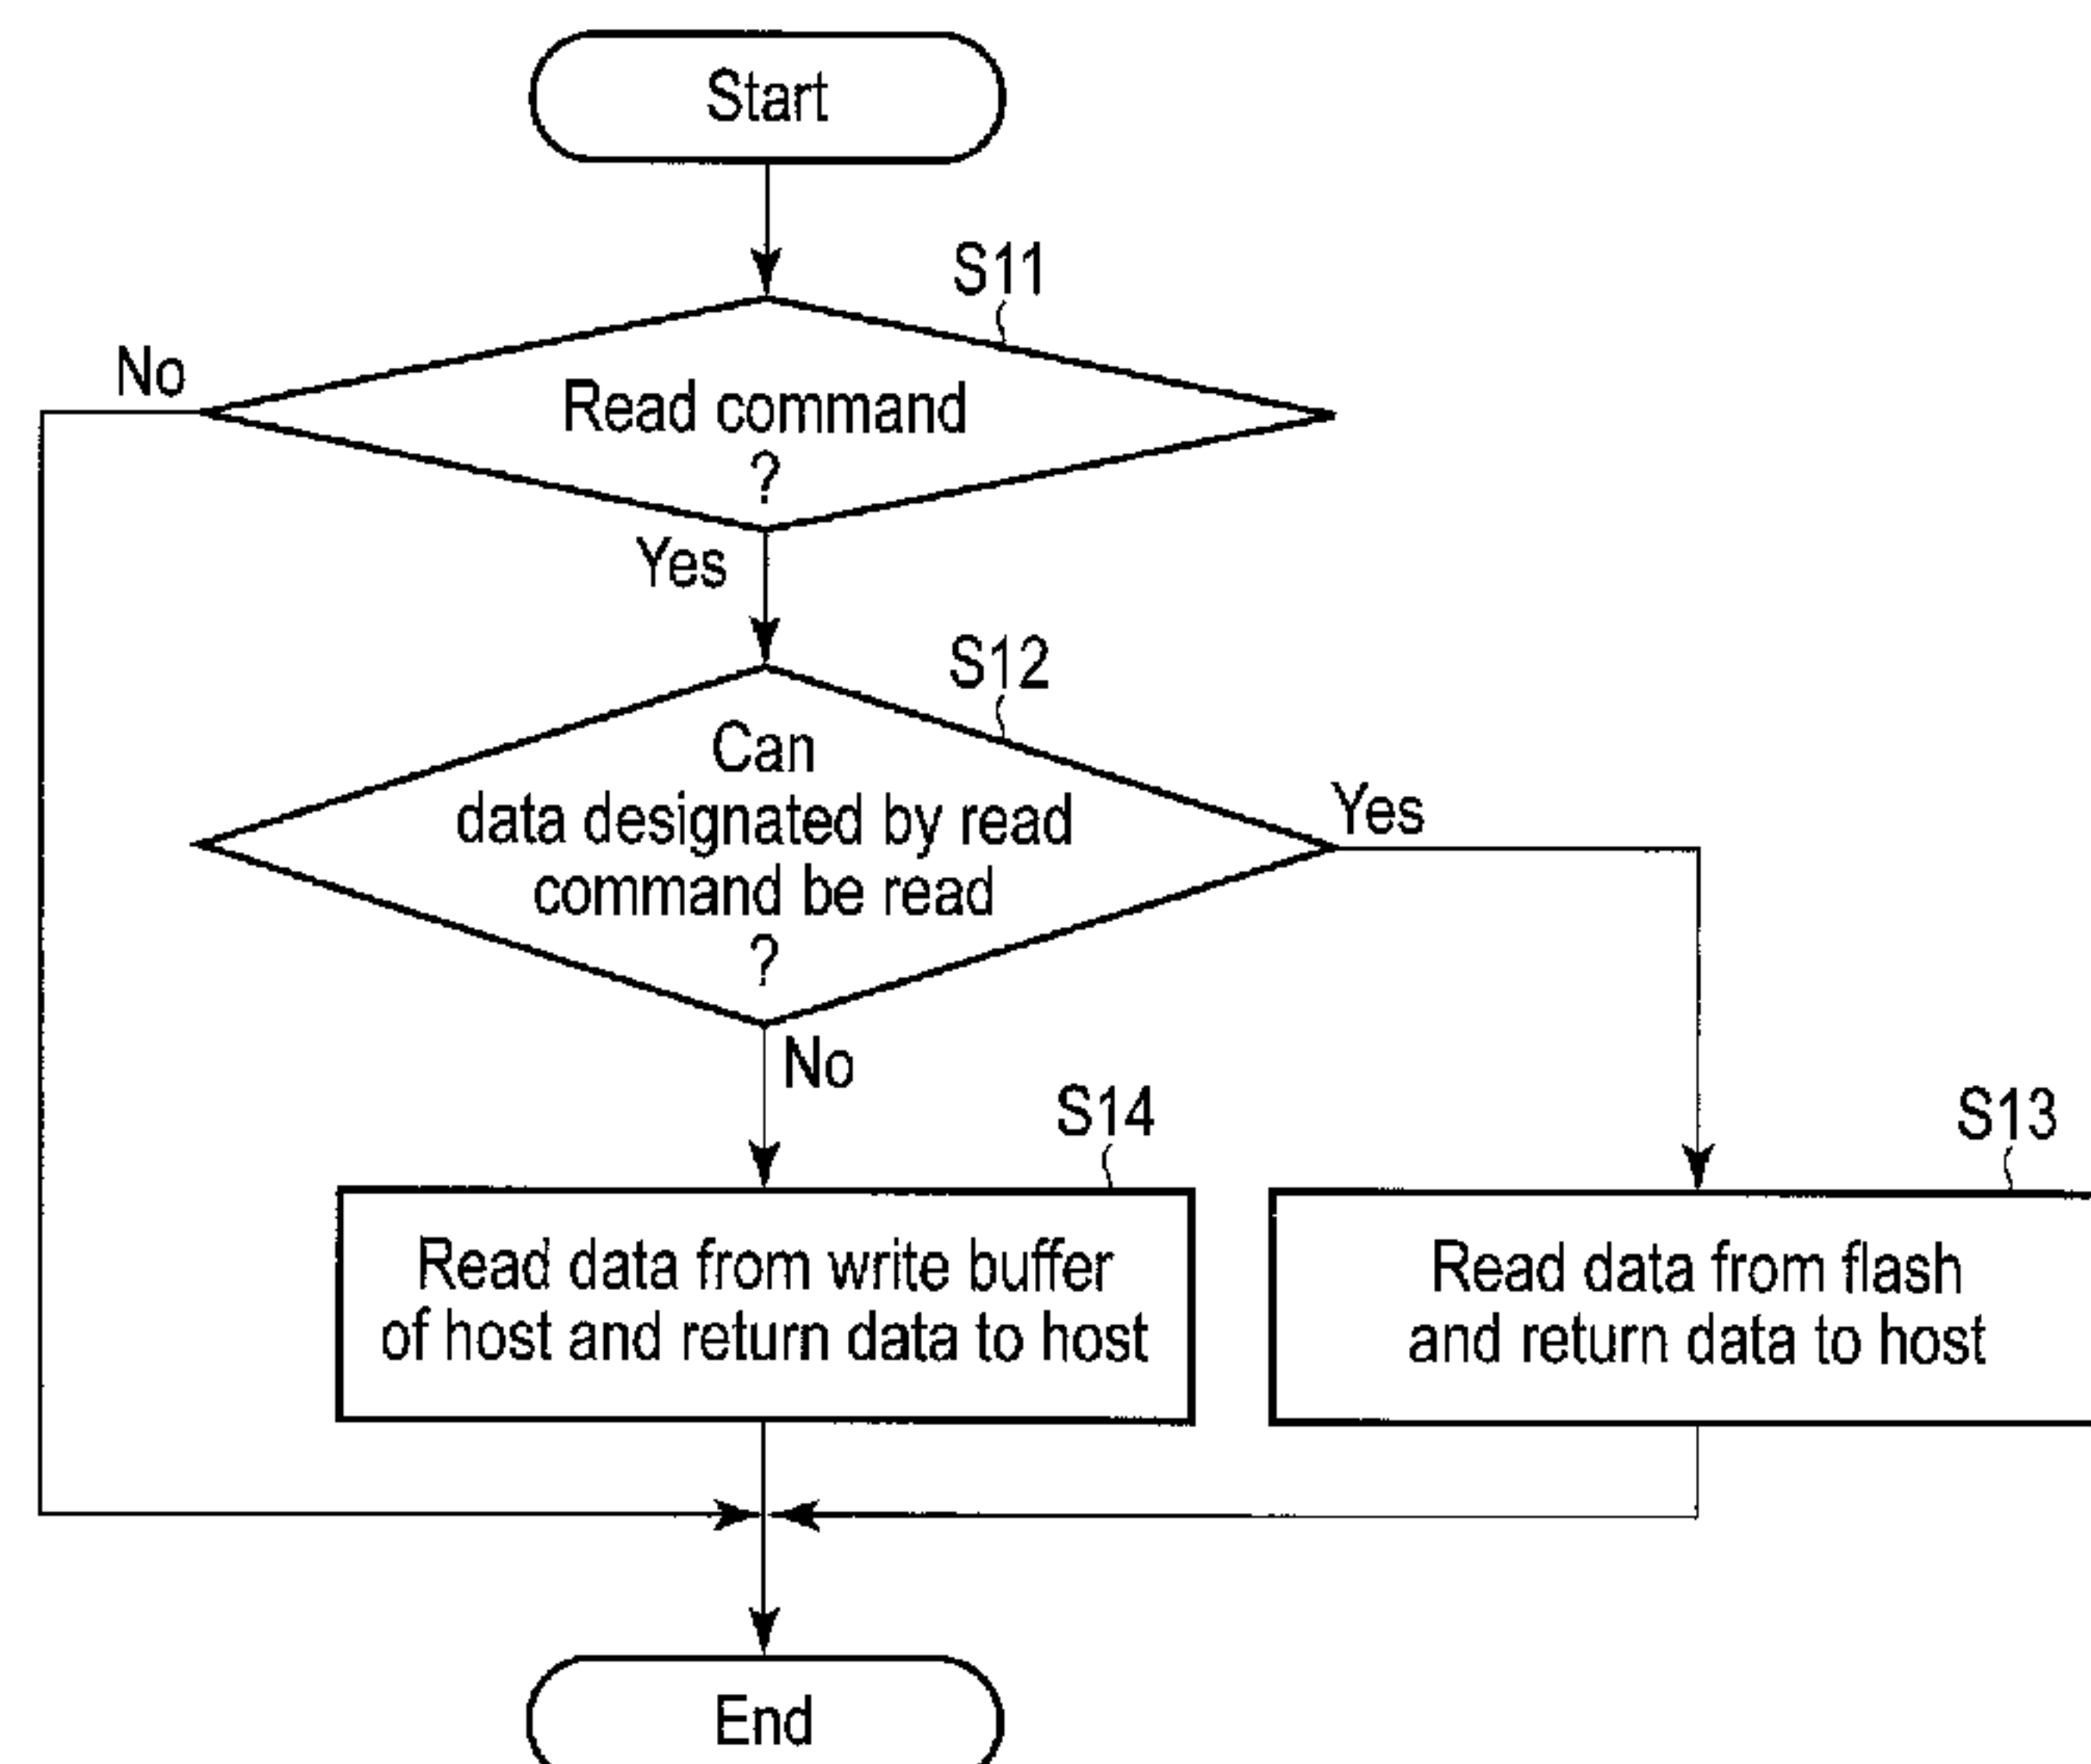 Start
S11
No
Read command
?
Yes
S12
Can
data designated by read
command be read
?
Yes
No
S14
S13
Read data from write buffer
of host and return data to host
Read data from flash
and return data to host
End